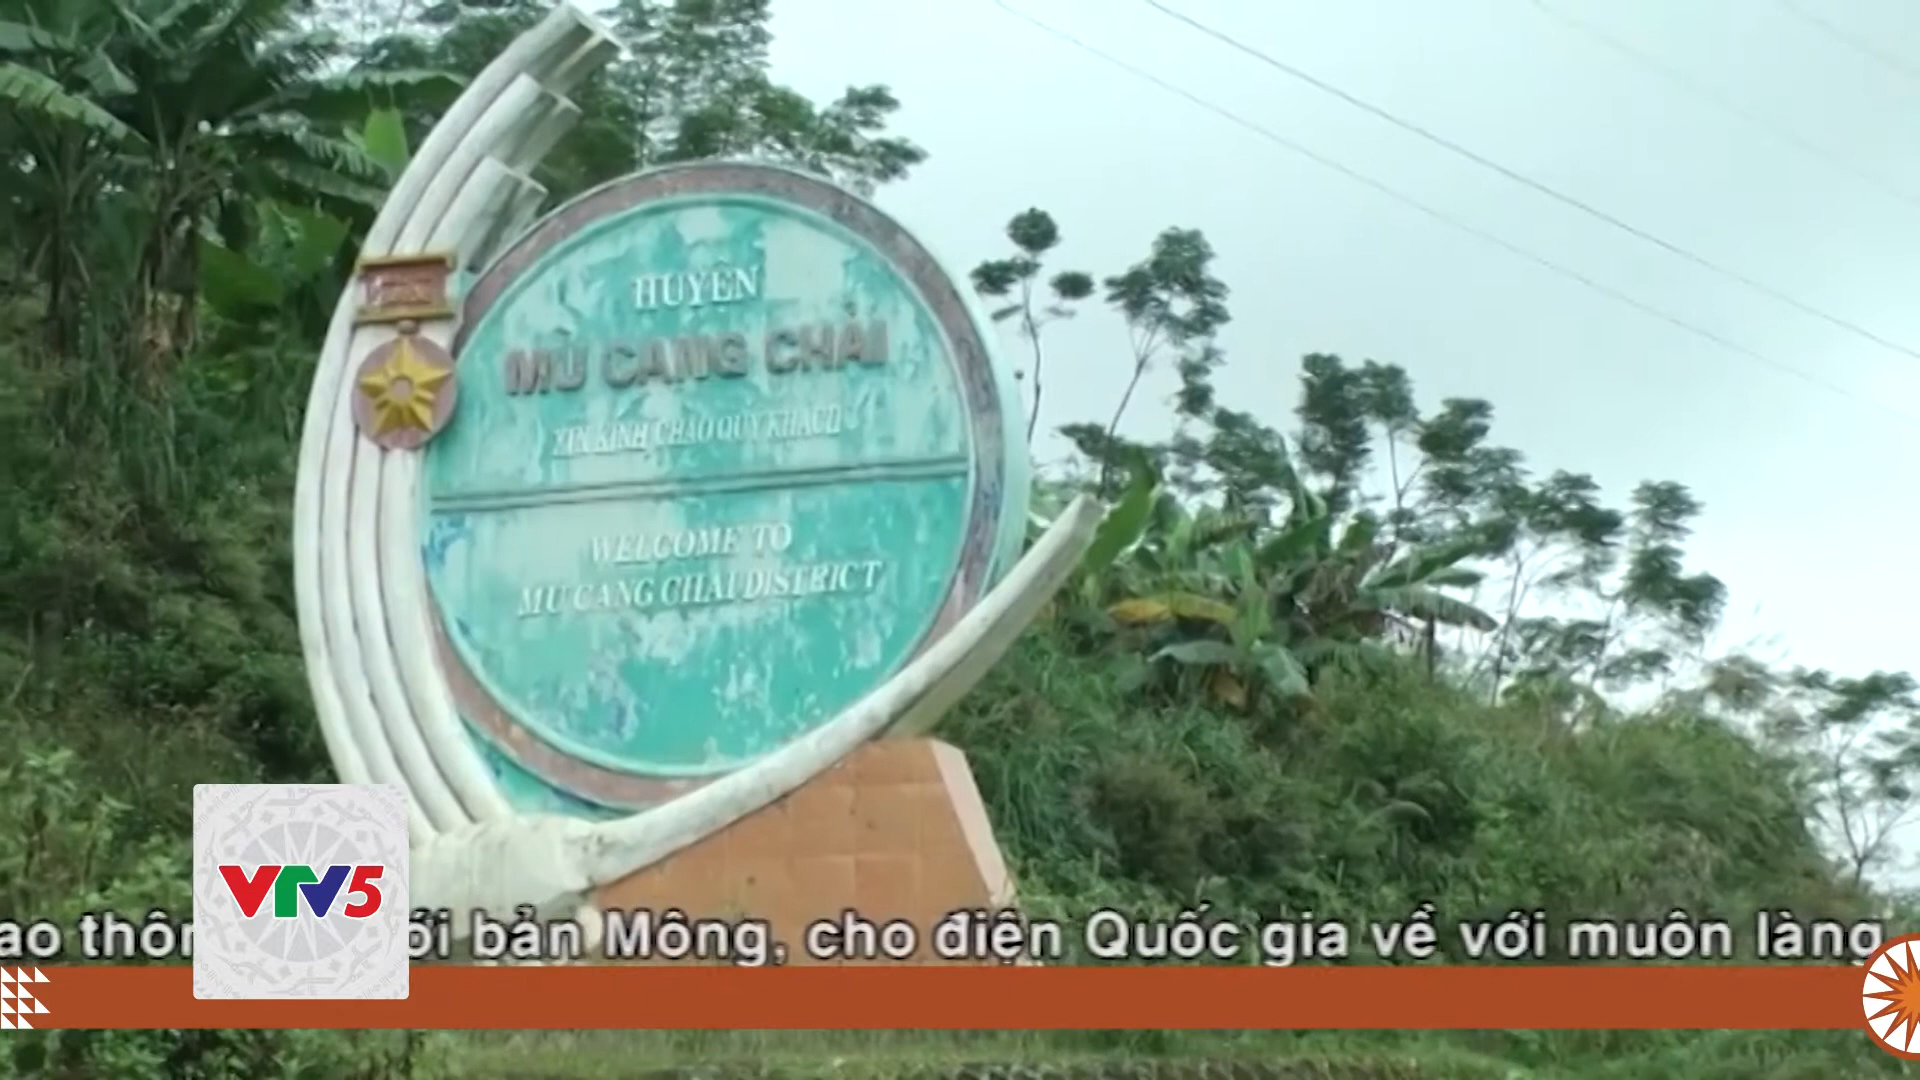 HUYỆN
MÙ CANG CHẢI
XIN KÍNH CHÀO QUÝ KHÁCH
WELCOME TO
MU CANG CHAI DISTRICT
VTV5
ao thôn ới bản Mông, cho điện Quốc gia về với muôn làng